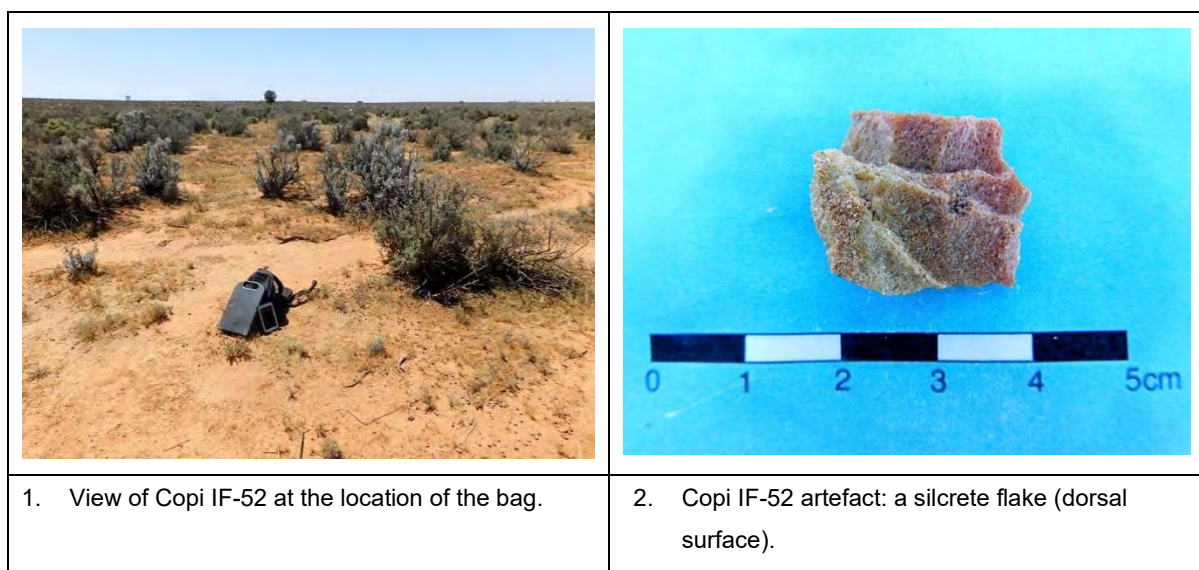 0 1 2 3 4 5cm
1. View of Copi IF-52 at the location of the bag.
2. Copi IF-52 artefact: a silcrete flake (dorsal
surface).